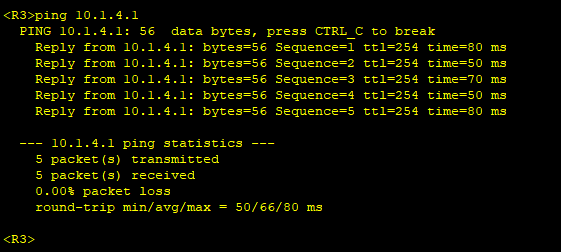 <R3>ping 10.1.4.1
  PING 10.1.4.1: 56  data bytes, press CTRL_C to break
    Reply from 10.1.4.1: bytes=56 Sequence=1 ttl=254 time=80 ms
    Reply from 10.1.4.1: bytes=56 Sequence=2 ttl=254 time=50 ms
    Reply from 10.1.4.1: bytes=56 Sequence=3 ttl=254 time=70 ms
    Reply from 10.1.4.1: bytes=56 Sequence=4 ttl=254 time=50 ms
    Reply from 10.1.4.1: bytes=56 Sequence=5 ttl=254 time=80 ms
  --- 10.1.4.1 ping statistics ---
    5 packet(s) transmitted
    5 packet(s) received
    0.00% packet loss
    round-trip min/avg/max = 50/66/80 ms
<R3>